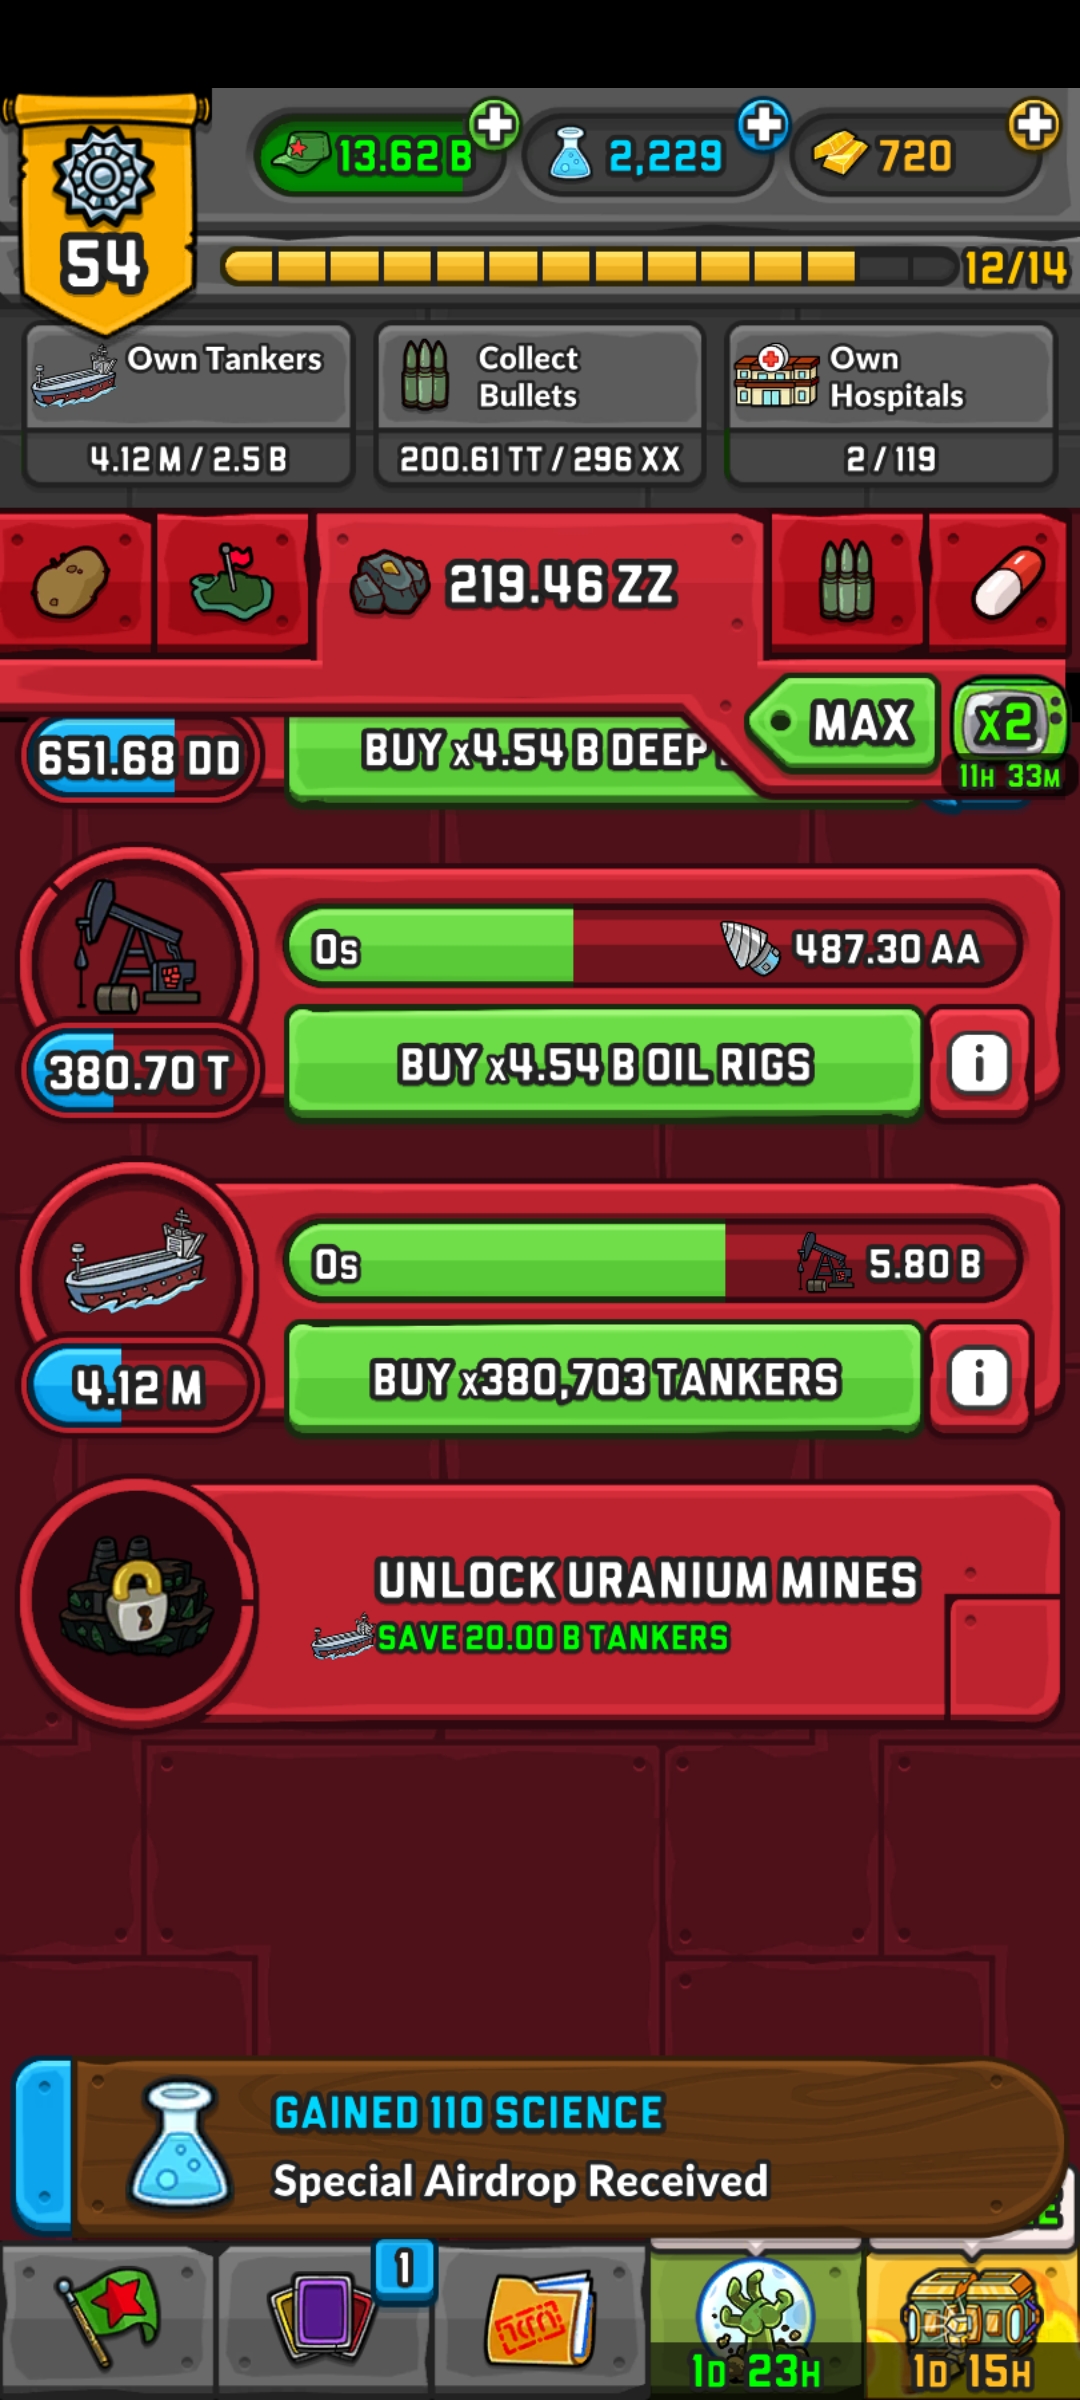 13.62 B
2,229
720
54
12/14
Own Tankers
4.12 M / 2.5 B
Collect
Bullets
200.61 TT / 296 XX
Own
Hospitals
2 / 119
219.46 ZZ
MAX
x2
11H 33M
651.68 DD
BUY x4.54 B DEEP
0s
487.30 AA
380.70 T
BUY x4.54 B OIL RIGS
i
0s
5.80 B
4.12 M
BUY x380,703 TANKERS
i
UNLOCK URANIUM MINES
SAVE 20.00 B TANKERS
GAINED 110 SCIENCE
Special Airdrop Received
1
1D 23H
1D 15H